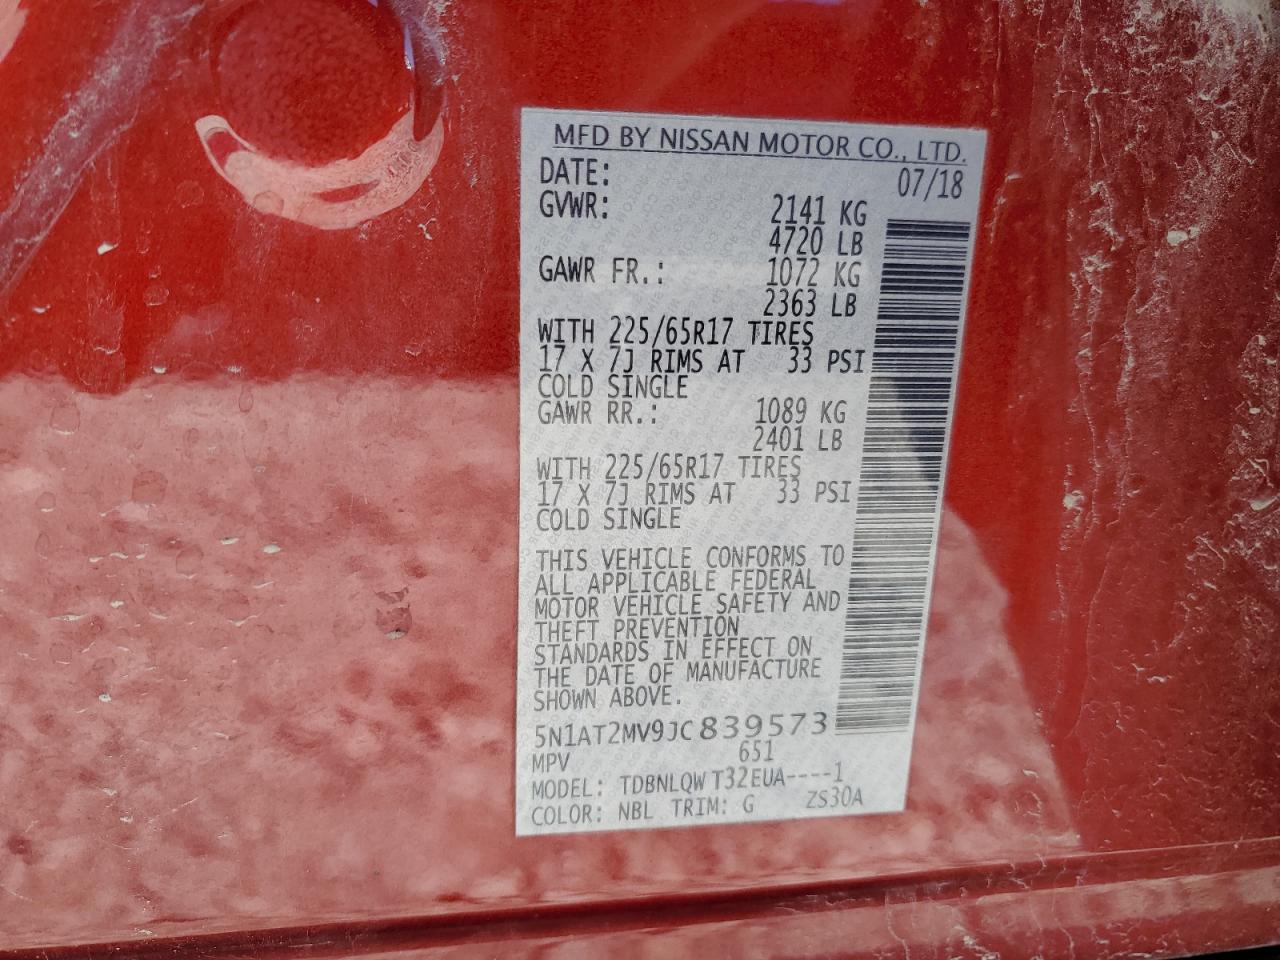 MFD BY NISSAN MOTOR CO., LTD.
DATE: 07/18
GVWR: 2141 KG
4720 LB
GAWR FR.: 1072 KG
2363 LB
WITH 225/65R17 TIRES
17 X 7J RIMS AT 33 PSI
COLD SINGLE
GAWR RR.: 1089 KG
2401 LB
WITH 225/65R17 TIRES
17 X 7J RIMS AT 33 PSI
COLD SINGLE
THIS VEHICLE CONFORMS TO
ALL APPLICABLE FEDERAL
MOTOR VEHICLE SAFETY AND
THEFT PREVENTION
STANDARDS IN EFFECT ON
THE DATE OF MANUFACTURE
SHOWN ABOVE.
5N1AT2MV9JC839573
MPV 651
MODEL: TDBNLQW T32EUA----1
COLOR: NBL TRIM: G ZS30A